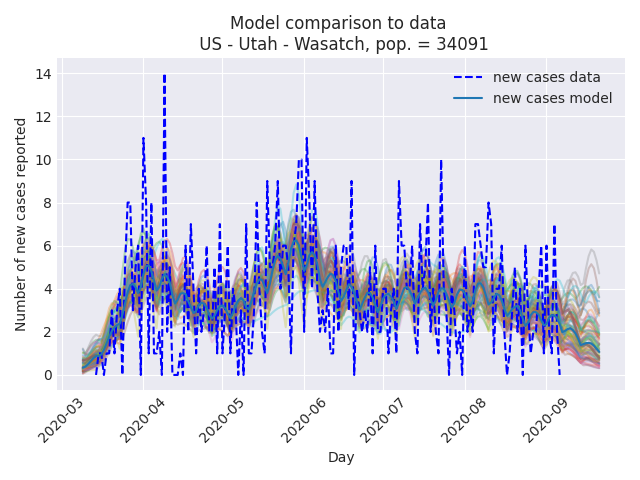 Model comparison to data
US - Utah - Wasatch, pop. = 34091
new cases data
new cases model
Number of new cases reported
14
12
10
8
6
4
2
0
2020-03
2020-04
2020-05
2020-06
2020-07
2020-08
2020-09
Day